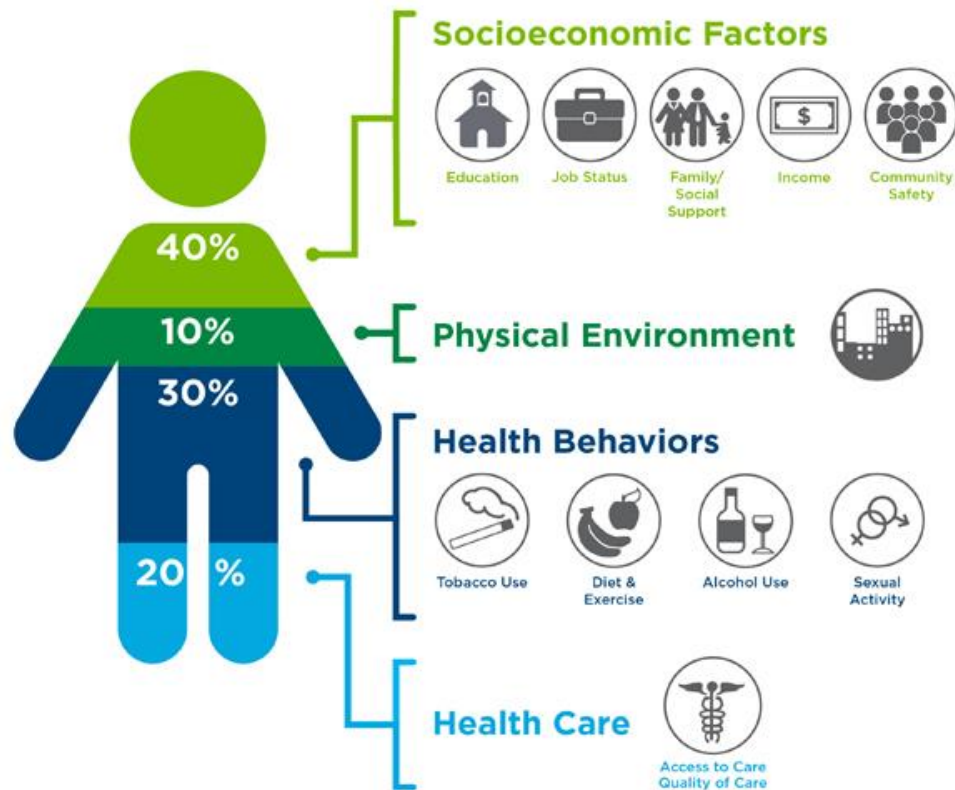 Socioeconomic Factors
$
Education
Job Status
Family/
Social
Support
Income
Community
Safety
40%
10%
Physical Environment
30%
Health Behaviors
Tobacco Use
Diet &
Exercise
Alcohol Use
Sexual
Activity
20 %
Health Care
Access to Care
Quality of Care